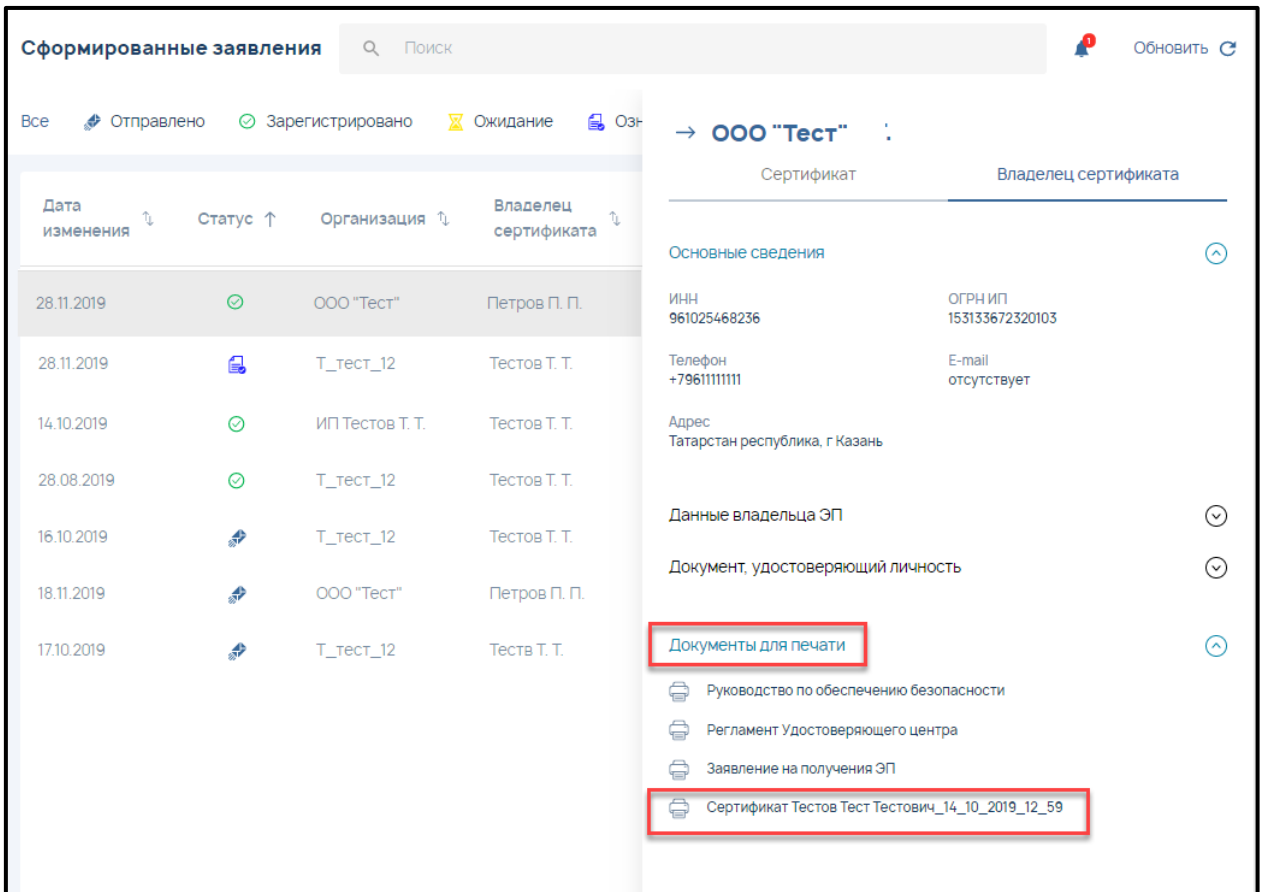 Сформированные заявления
Поиск
1
Обновить
Все
Отправлено
Зарегистрировано
Ожидание
Озн
→ ООО "Тест"
Сертификат
Владелец сертификата
Дата изменения
Статус ↑
Организация
Владелец сертификата
28.11.2019 ООО "Тест" Петров П. П.
28.11.2019 Т_тест_12 Тестов Т. Т.
14.10.2019 ИП Тестов Т. Т. Тестов Т. Т.
28.08.2019 Т_тест_12 Тестов Т. Т.
16.10.2019 Т_тест_12 Тестов Т. Т.
18.11.2019 ООО "Тест" Петров П. П.
17.10.2019 Т_тест_12 Теств Т. Т.
Основные сведения
ИНН
961025468236
ОГРН ИП
153133672320103
Телефон
+79611111111
E-mail
отсутствует
Адрес
Татарстан республика, г Казань
Данные владельца ЭП
Документ, удостоверяющий личность
Документы для печати
Руководство по обеспечению безопасности
Регламент Удостоверяющего центра
Заявление на получения ЭП
Сертификат Тестов Тест Тестович_14_10_2019_12_59